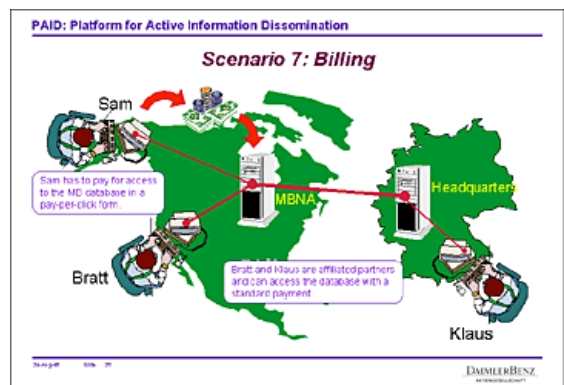 PAID: Platform for Active Information Dissemination
Scenario 7: Billing
Sam
Sam has to pay for access
to the MD database in a
pay-per-click form.
MBNA
Headquarters
Bratt
Bratt and Klaus are affiliated partners
and can access the database with a
standard payment
Klaus
DAIMLERBENZ
AKTIENGESELLSCHAFT